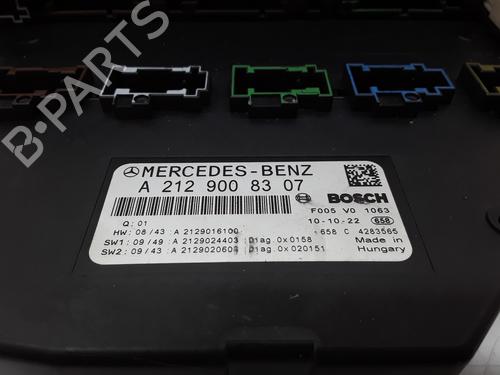 B-PARTS
MERCEDES-BENZ
A 212 900 83 07
BOSCH
Q: 01
F005 V0 1063
HW: 08/43 :A 2129016100
10-10-22 658
SW1: 09/49 :A 2129024403 Diag.0x0158
658 C 4283565
SW2: 09/43 :A 2129020604 Diag.0x020151
Made in
Hungary